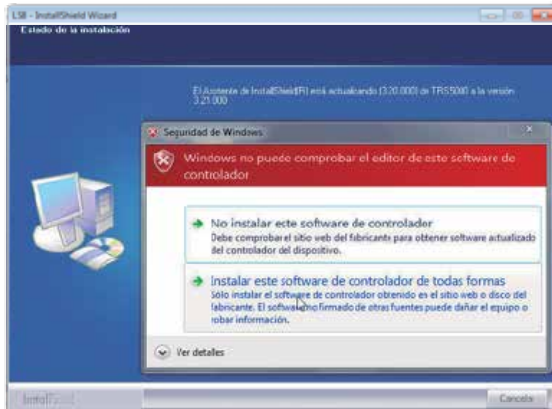 LSB - InstallShield Wizard
Estado de la instalación
El Asistente de InstallShield(R) está actualizando (3.20.000) de TRS5000 a la versión
3.21.000
Seguridad de Windows
Windows no puede comprobar el editor de este software de
controlador
No instalar este software de controlador
Debe comprobar el sitio web del fabricante para obtener software actualizado
del controlador del dispositivo.
Instalar este software de controlador de todas formas
Sólo instalar el software de controlador obtenido en el sitio web o disco del
fabricante. El software no firmado de otras fuentes puede dañar el equipo o
robar información.
Ver detalles
Cancelar